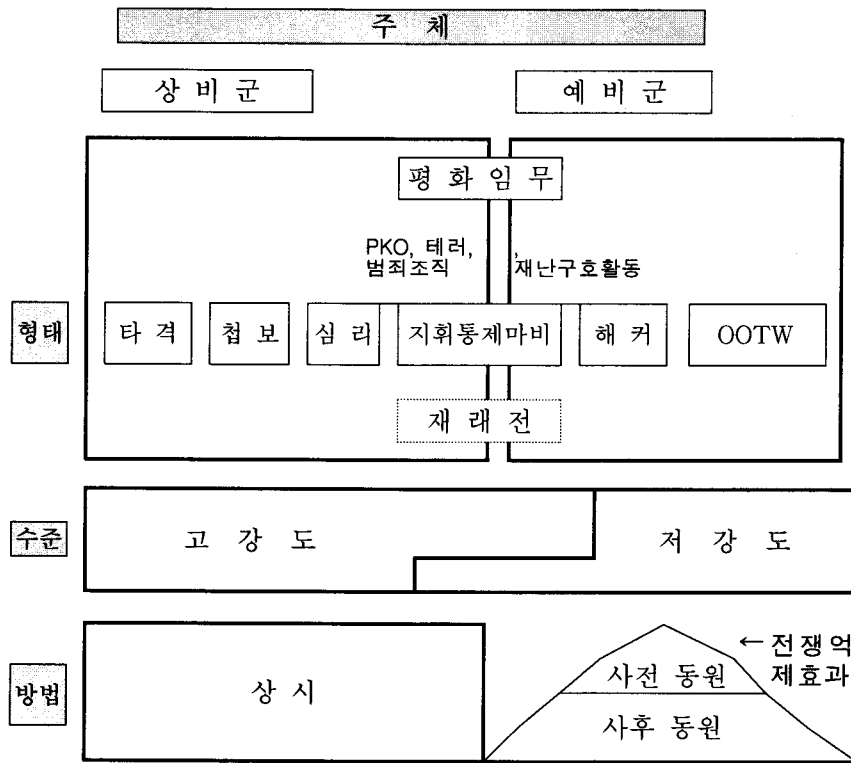 주 체
상 비 군
예 비 군
평 화 임 무
PKO, 테러,
범죄조직
,
재난구호활동
형태
타 격
첩 보
심 리
지휘통제마비
해 커
OOTW
재 래 전
수준
고 강 도
저 강 도
방법
상 시
← 전쟁억
제효과
사전 동원
사후 동원